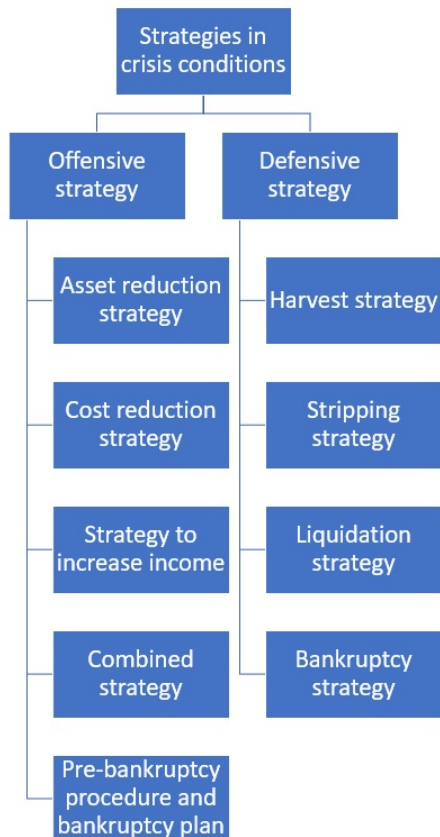 Strategies in
crisis conditions
Offensive
strategy
Defensive
strategy
Asset reduction
strategy
Harvest strategy
Cost reduction
strategy
Stripping
strategy
Strategy to
increase income
Liquidation
strategy
Combined
strategy
Bankruptcy
strategy
Pre-bankruptcy
procedure and
bankruptcy plan